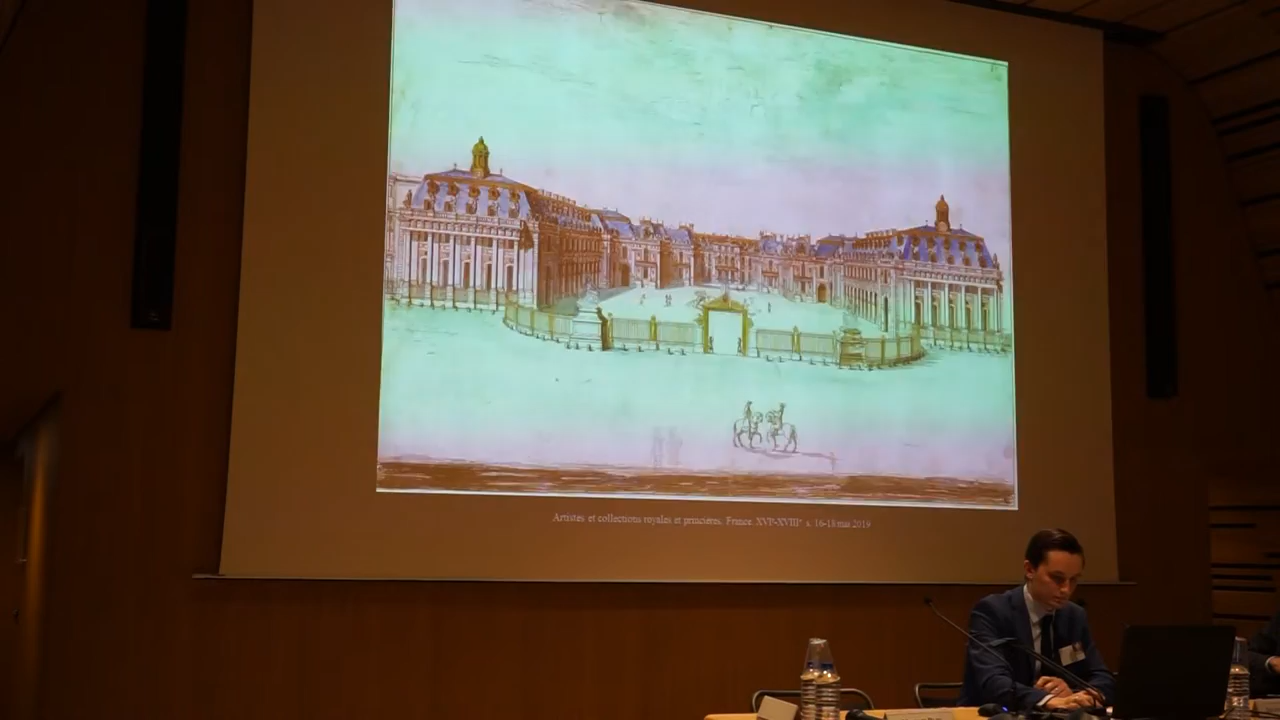 Artistes et collections royales et princières. France. XVIᵉ-XVIIIᵉ s. 16-18 mai 2019